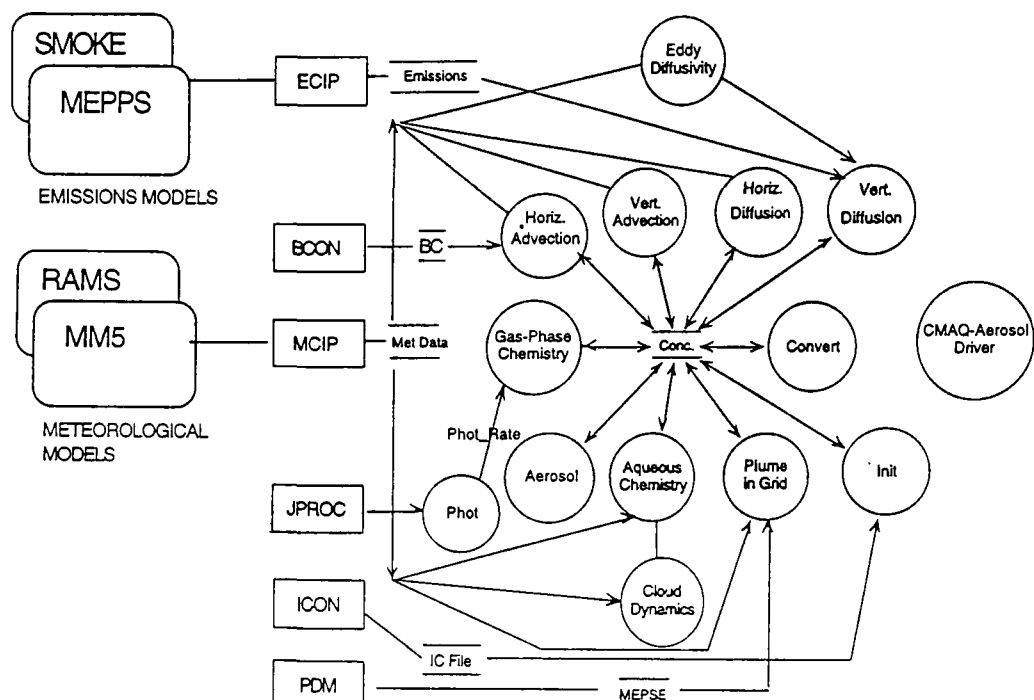 SMOKE
MEPPS
EMISSIONS MODELS
ECIP
Emissions
Eddy
Diffusivity
BCON
BC
Horiz.
Advection
Vert.
Advection
Horiz.
Diffusion
Vert.
Diffusion
RAMS
MM5
METEOROLOGICAL
MODELS
MCIP
Met Data
Gas-Phase
Chemistry
Conc.
Convert
CMAQ-Aerosol
Driver
Phot_Rate
JPROC
Phot
Aerosol
Aqueous
Chemistry
Plume
in Grid
Init
ICON
IC File
Cloud
Dynamics
PDM
MEPSE